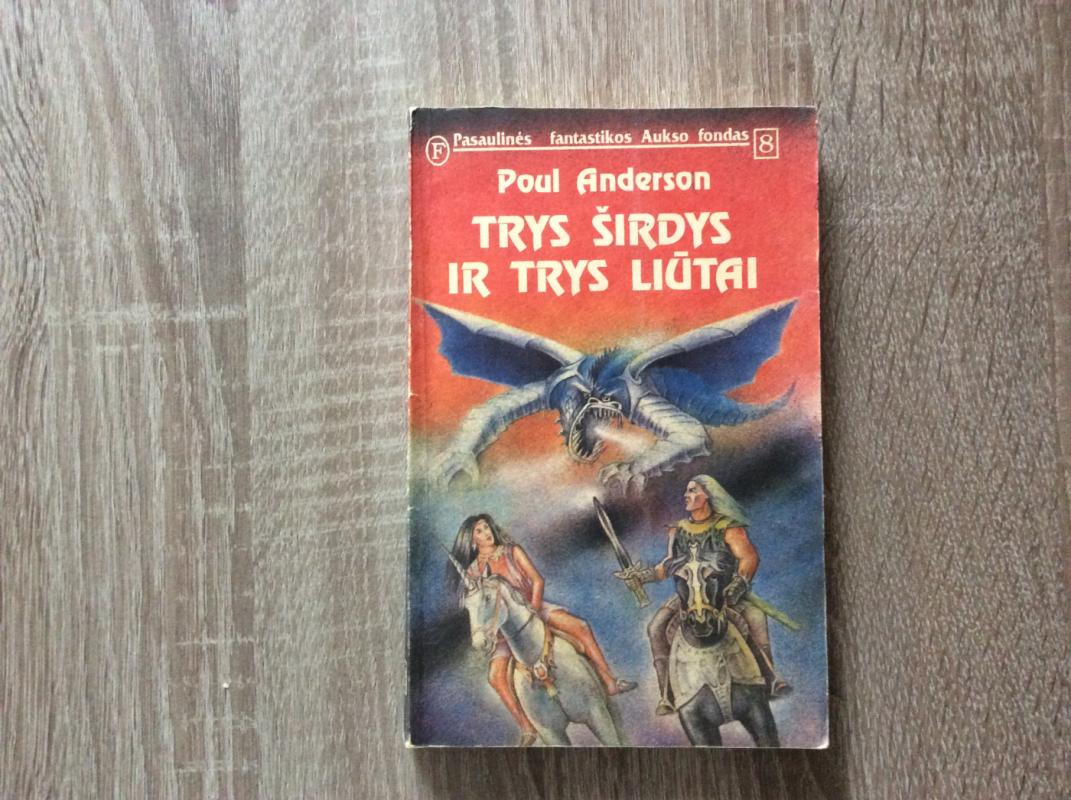 F Pasaulinės fantastikos Aukso fondas 8
Poul Anderson
TRYS ŠIRDYS
IR TRYS LIŪTAI